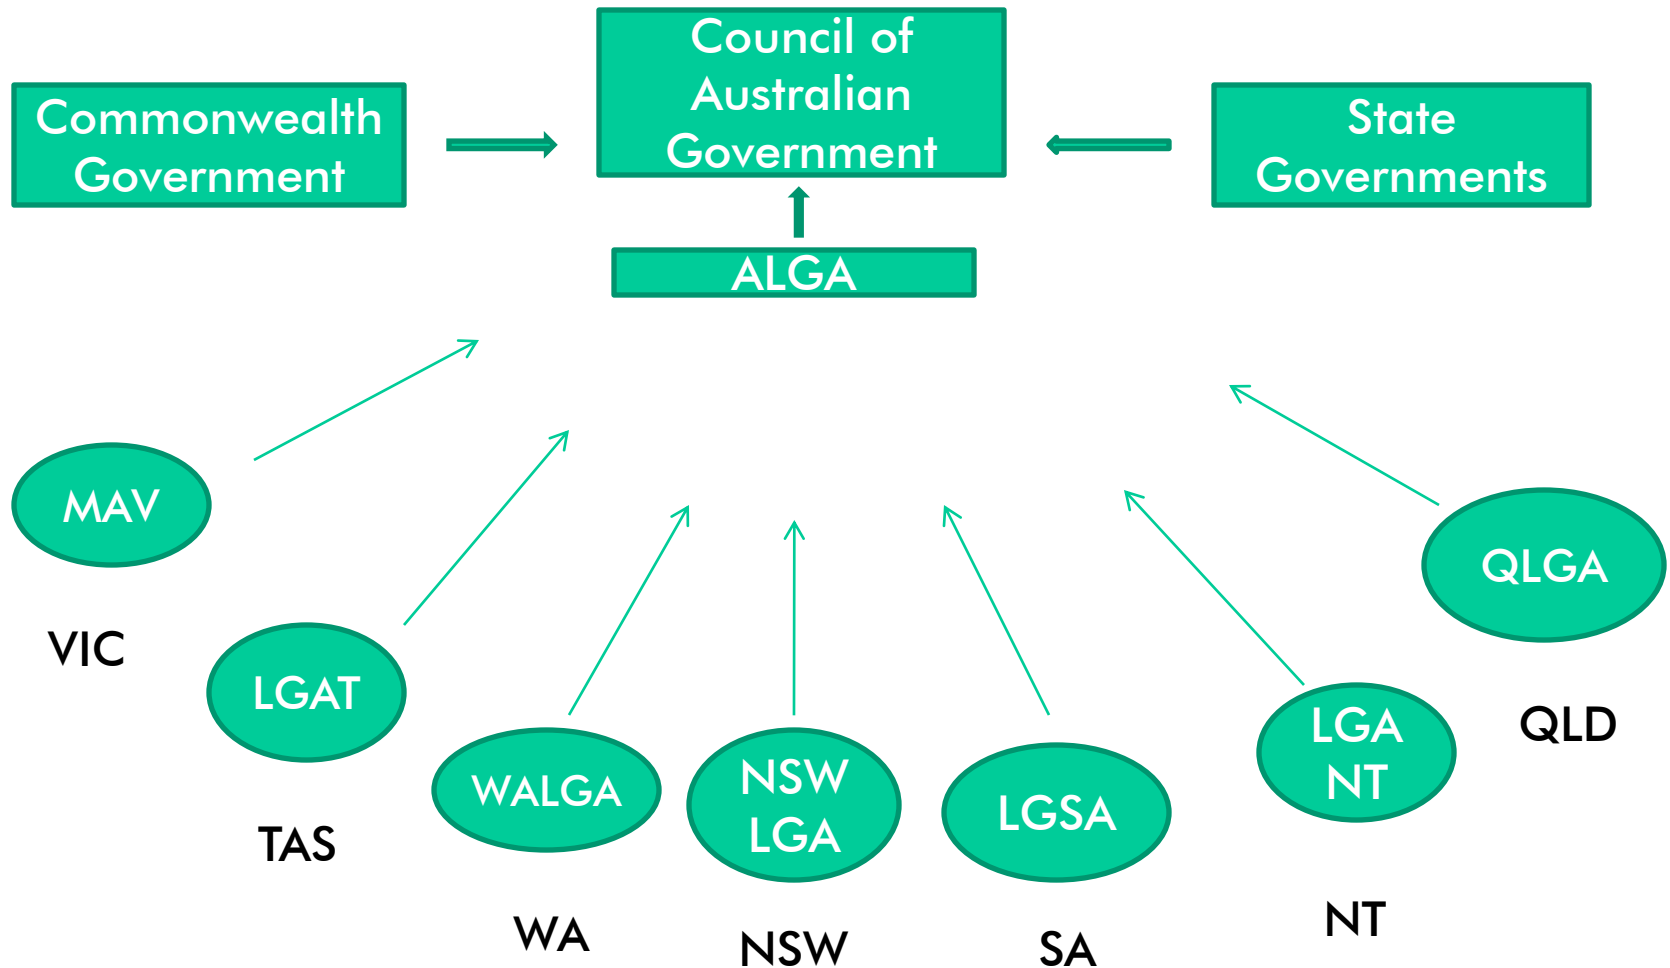 Council of
Australian
Government
Commonwealth
Government
State
Governments
ALGA
MAV
VIC
LGAT
TAS
WALGA
WA
NSW
LGA
NSW
LGSA
SA
LGA
NT
NT
QLGA
QLD